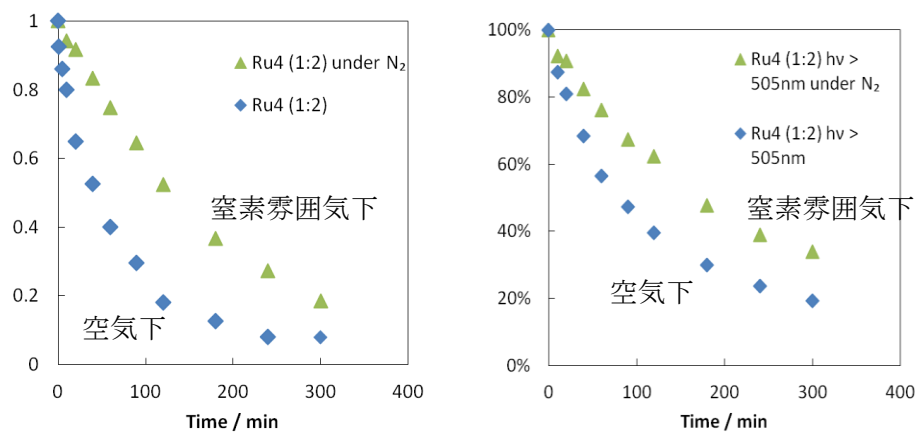 1
0.8
0.6
0.4
0.2
0
0 100 200 300 400
Time / min
Ru4 (1:2) under N₂
Ru4 (1:2)
窒素雰囲気下
空気下
100%
80%
60%
40%
20%
0%
0 100 200 300 400
Time / min
Ru4 (1:2) hν >
505nm under N₂
Ru4 (1:2) hν >
505nm
窒素雰囲気下
空気下